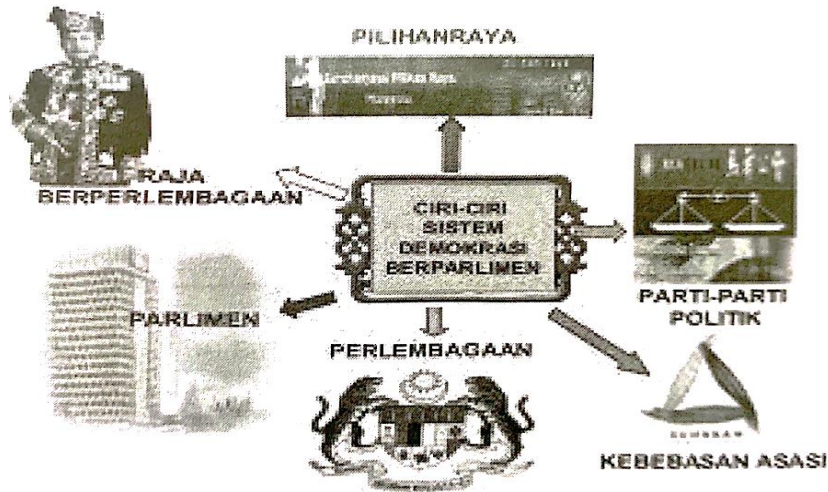 PILIHANRAYA
RAJA
BERPERLEMBAGAAN
CIRI-CIRI
SISTEM
DEMOKRASI
BERPARLIMEN
PARLIMEN
PARTI-PARTI
POLITIK
PERLEMBAGAAN
KEBEBASAN ASASI